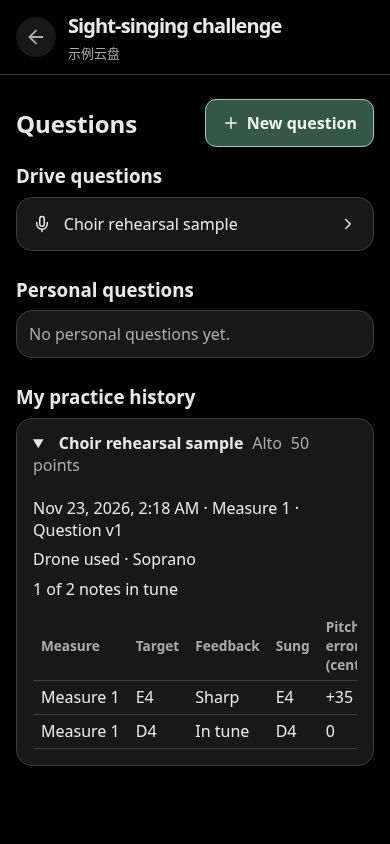 Sight-singing challenge
示例云盘
Questions
New question
Drive questions
Choir rehearsal sample
Personal questions
No personal questions yet.
My practice history
Choir rehearsal sample Alto 50
points
Nov 23, 2026, 2:18 AM · Measure 1 ·
Question v1
Drone used · Soprano
1 of 2 notes in tune
Measure Target Feedback Sung Pitch
error
(cent
Measure 1 E4 Sharp E4 +35
Measure 1 D4 In tune D4 0